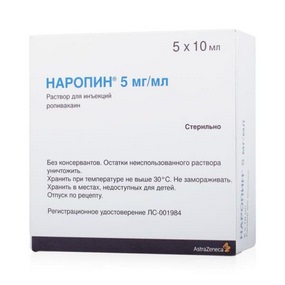 5 x 10 мл
НАРОПИН® 5 мг/мл
Раствор для инъекций
ропивакаин
Стерильно
Без консервантов. Остатки неиспользованного раствора
уничтожить.
Хранить при температуре не выше 30°С. Не замораживать.
Хранить в местах, недоступных для детей.
Отпуск по рецепту.
Регистрационное удостоверение ЛС-001984
AstraZeneca